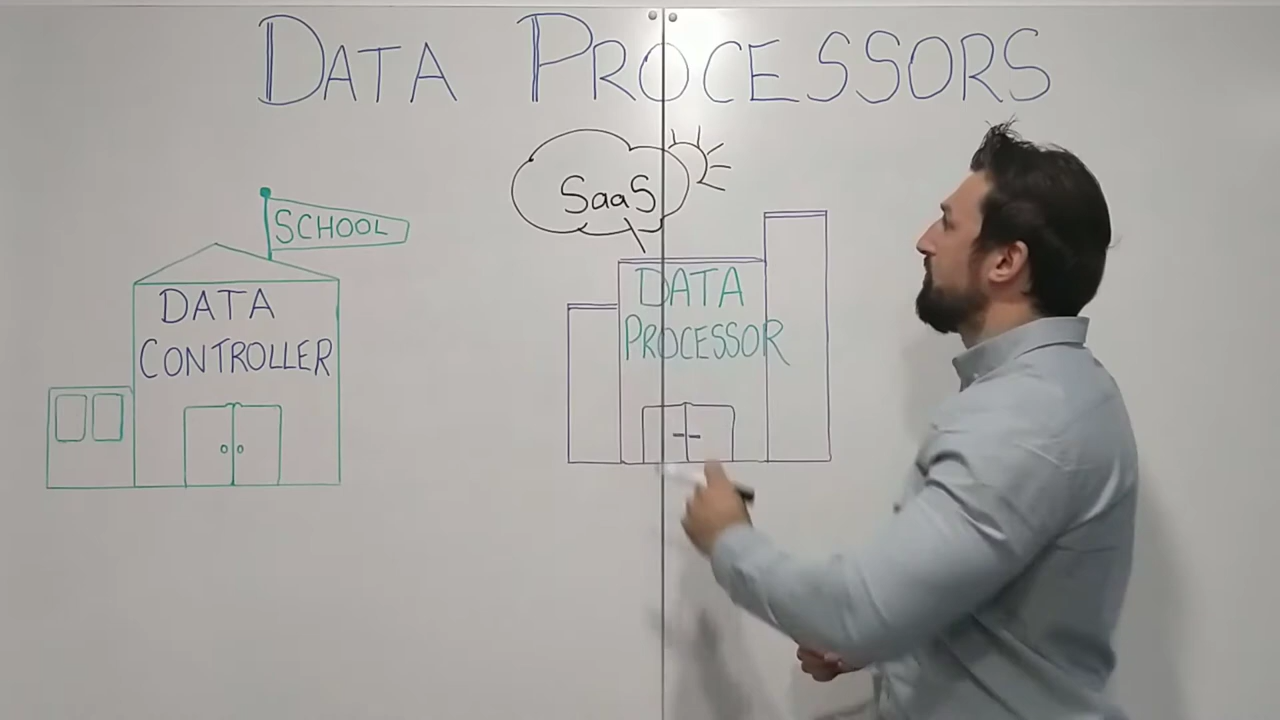 DATA PROCESSORS
SaaS
SCHOOL
DATA
CONTROLLER
DATA
PROCESSOR